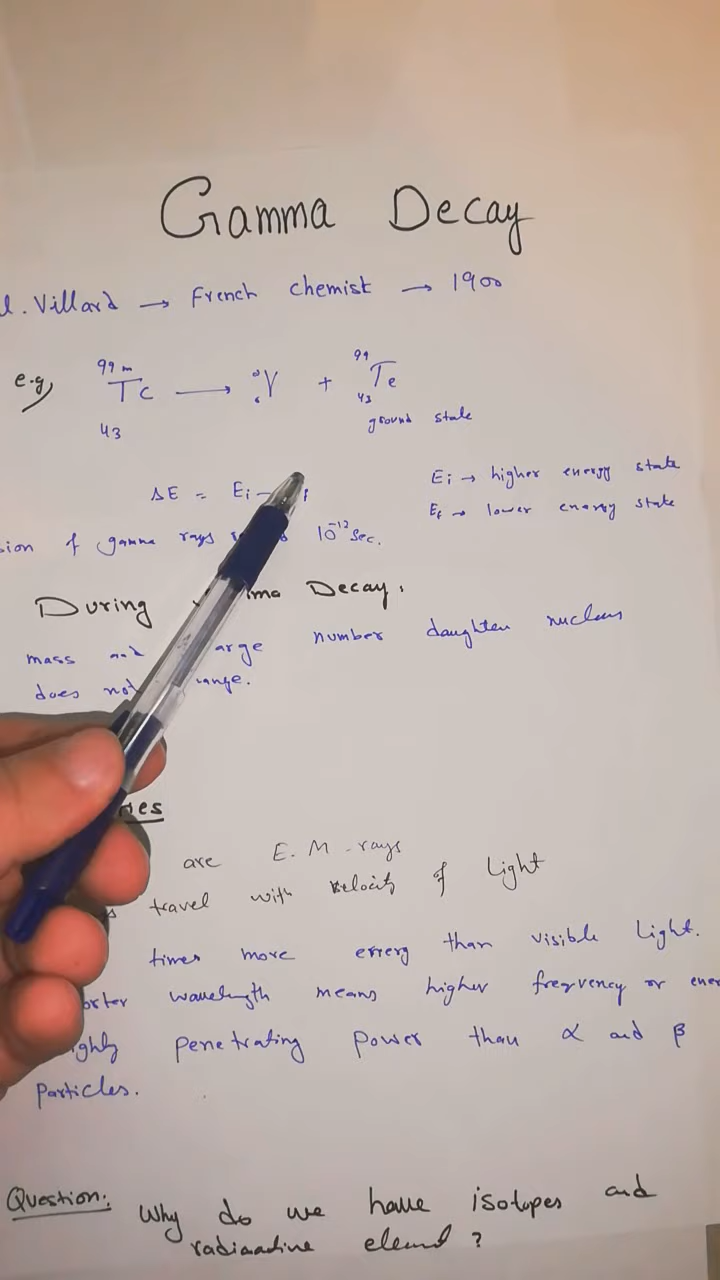 Gamma Decay
Villard → French chemist → 1900
e.g, 99m Tc 43 → 0 γ 0 + 99 Te 43
ground state
ΔE = Ei -
Ei → higher energy state
Ef → lower energy state
sion of gamma rays 10⁻¹² Sec.
During Decay.
mass and number daughter nucleus
does not
are E.M-rays
travel with velocity of light
times more energy than visible light.
wavelength means higher frequency or ener
penetrating power than α and β
particles.
Question: Why do we have isotopes and
radioactive element ?